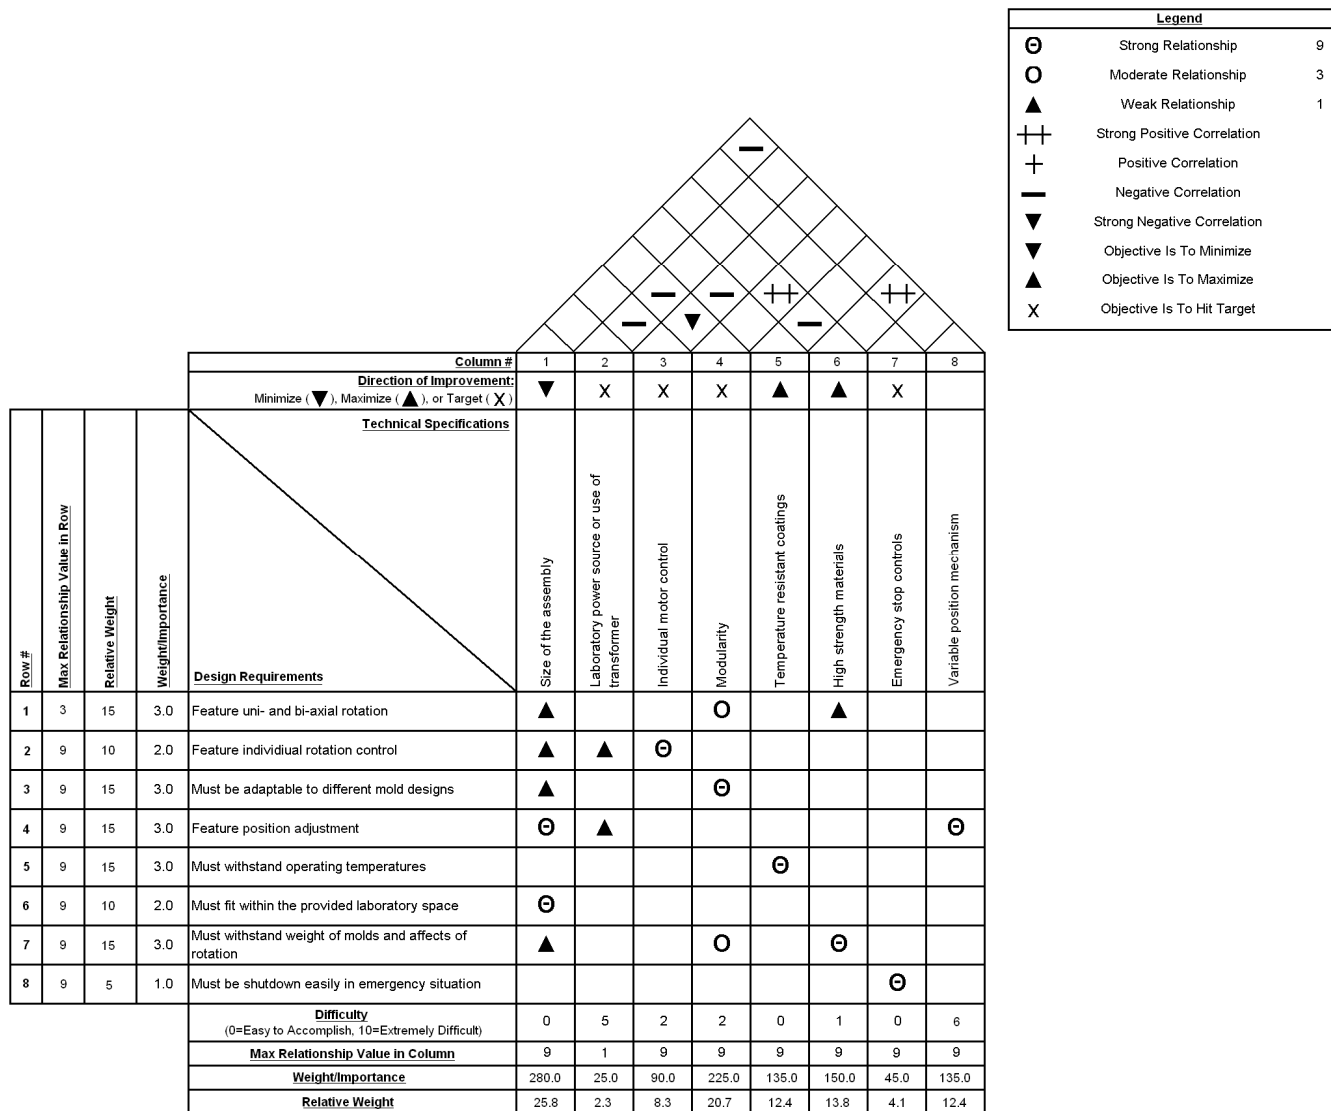 Legend
Θ Strong Relationship 9
Ο Moderate Relationship 3
▲ Weak Relationship 1
┼┼ Strong Positive Correlation
┼ Positive Correlation
▬ Negative Correlation
▼ Strong Negative Correlation
▼ Objective Is To Minimize
▲ Objective Is To Maximize
X Objective Is To Hit Target
▬
▬ ▬ ┼┼ ┼┼
▬ ▼ ▬
Column # 1 2 3 4 5 6 7 8
Direction of Improvement:
Minimize (▼), Maximize (▲), or Target (X) ▼ X X X ▲ ▲ X
Technical Specifications
Row #
Max Relationship Value in Row
Relative Weight
Weight/Importance
Design Requirements
Size of the assembly
Laboratory power source or use of
transformer
Individual motor control
Modularity
Temperature resistant coatings
High strength materials
Emergency stop controls
Variable position mechanism
1 3 15 3.0 Feature uni- and bi-axial rotation ▲ Ο ▲
2 9 10 2.0 Feature individiual rotation control ▲ ▲ Θ
3 9 15 3.0 Must be adaptable to different mold designs ▲ Θ
4 9 15 3.0 Feature position adjustment Θ ▲ Θ
5 9 15 3.0 Must withstand operating temperatures Θ
6 9 10 2.0 Must fit within the provided laboratory space Θ
7 9 15 3.0 Must withstand weight of molds and affects of
rotation ▲ Ο Θ
8 9 5 1.0 Must be shutdown easily in emergency situation Θ
Difficulty
(0=Easy to Accomplish, 10=Extremely Difficult) 0 5 2 2 0 1 0 6
Max Relationship Value in Column 9 1 9 9 9 9 9 9
Weight/Importance 280.0 25.0 90.0 225.0 135.0 150.0 45.0 135.0
Relative Weight 25.8 2.3 8.3 20.7 12.4 13.8 4.1 12.4